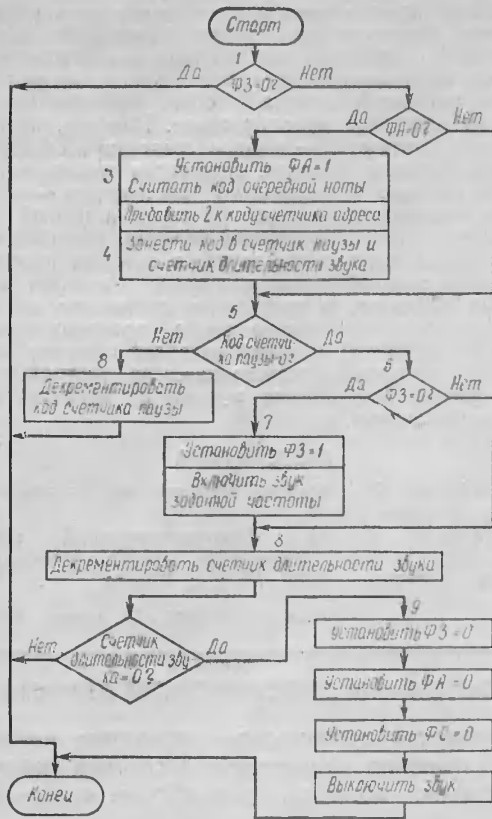 Старт
1
Да
ФЗ=0?
Нет
Да
ФА=0?
Нет
3
Установить ФА=1
Считать код очередной ноты
Прибавить 2 к коду счетчика адреса
4
Занести код в счетчик паузы и
счетчик длительности звука
5
Нет
Код счетчи-
ка паузы=0?
Да
8
Декрементировать
код счетчика паузы
6
Да
ФЗ=0?
Нет
7
Установить ФЗ=1
Включить звук
заданной частоты
8
Декрементировать счетчик длительности звука
Нет
Счетчик
длительности зву
ка=0?
Да
9
Установить ФЗ=0
Установить ФА=0
Установить ФС=0
Выключить звук
Конец